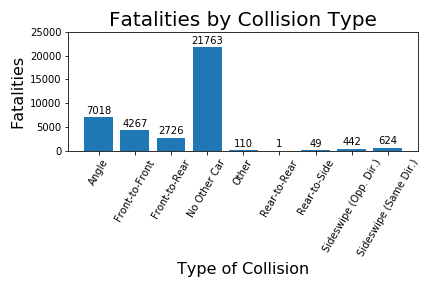 Fatalities by Collision Type
Fatalities
25000
20000
15000
10000
5000
0
7018
4267
2726
21763
110
1
49
442
624
Angle
Front-to-Front
Front-to-Rear
No Other Car
Other
Rear-to-Rear
Rear-to-Side
Sideswipe (Opp. Dir.)
Sideswipe (Same Dir.)
Type of Collision